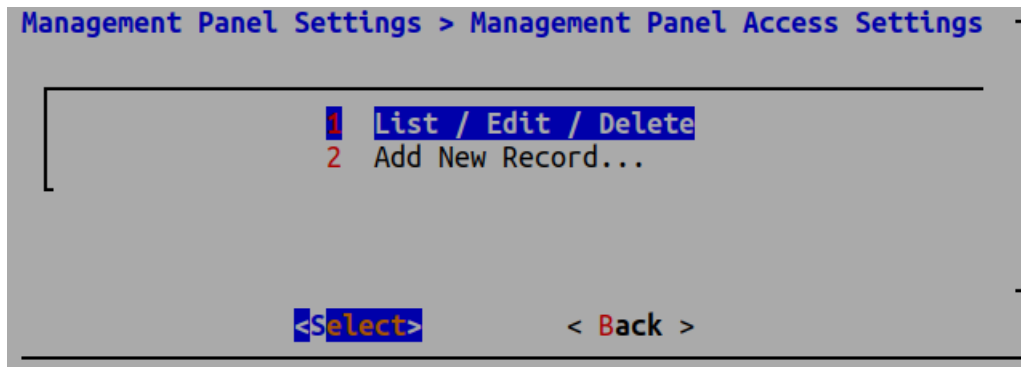 Management Panel Settings > Management Panel Access Settings
1 List / Edit / Delete
2 Add New Record...
<Select> < Back >